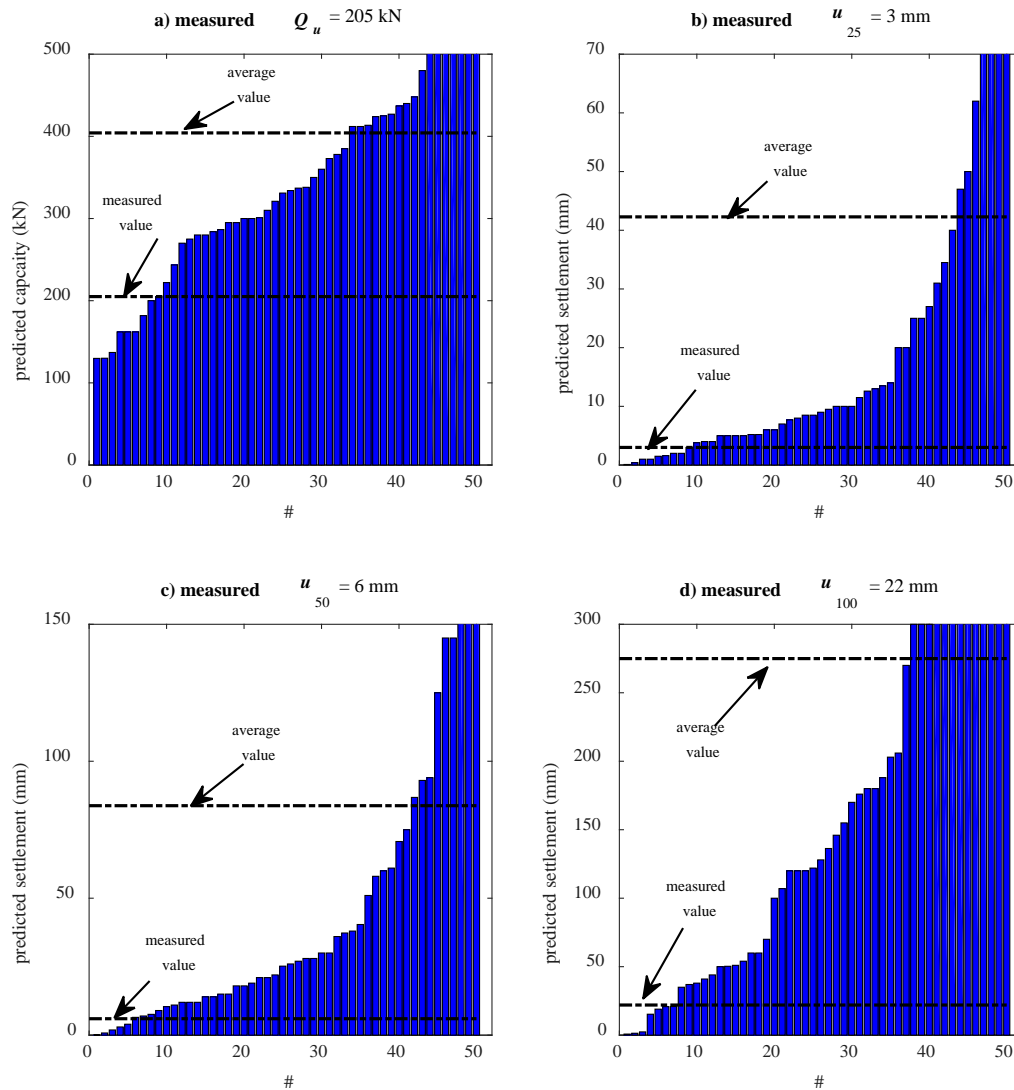 a) measured Q u = 205 kN
500
400
300
200
100
0
predicted capcaity (kN)
average
value
measured
value
0 10 20 30 40 50
#
b) measured u 25 = 3 mm
70
60
50
40
30
20
10
0
predicted settlement (mm)
average
value
measured
value
0 10 20 30 40 50
#
c) measured u 50 = 6 mm
150
100
50
0
predicted settlement (mm)
average
value
measured
value
0 10 20 30 40 50
#
d) measured u 100 = 22 mm
300
250
200
150
100
50
0
predicted settlement (mm)
average
value
measured
value
0 10 20 30 40 50
#